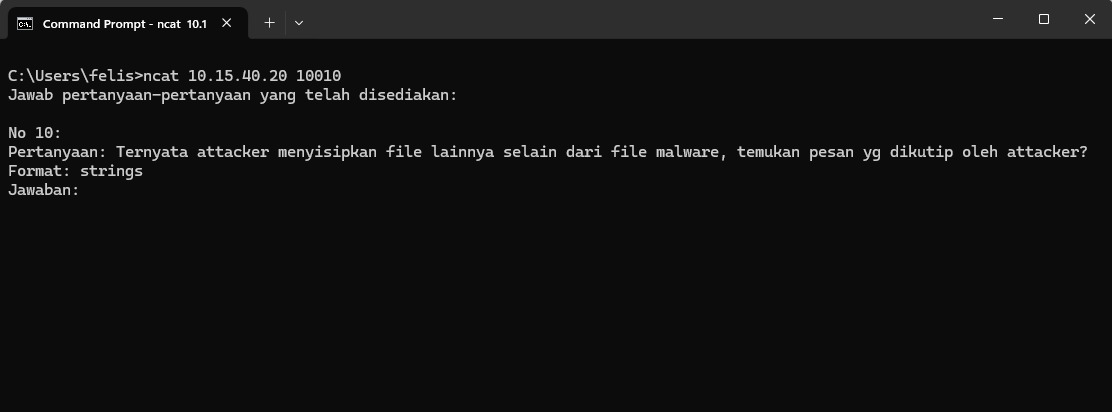 Command Prompt - ncat 10.1
C:\Users\felis>ncat 10.15.40.20 10010
Jawab pertanyaan-pertanyaan yang telah disediakan:
No 10:
Pertanyaan: Ternyata attacker menyisipkan file lainnya selain dari file malware, temukan pesan yg dikutip oleh attacker?
Format: strings
Jawaban: